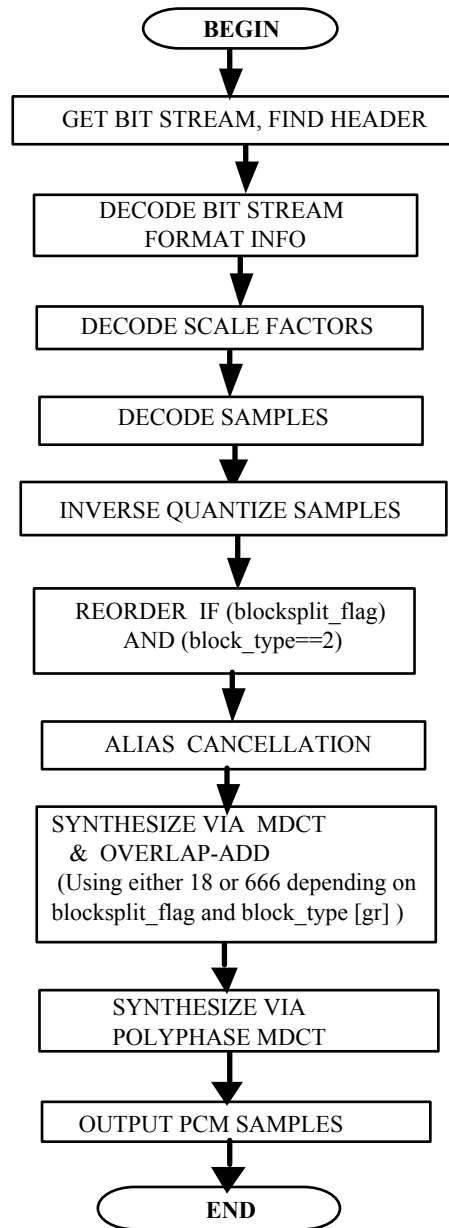 BEGIN
GET BIT STREAM, FIND HEADER
DECODE BIT STREAM
FORMAT INFO
DECODE SCALE FACTORS
DECODE SAMPLES
INVERSE QUANTIZE SAMPLES
REORDER IF (blocksplit_flag)
AND (block_type==2)
ALIAS CANCELLATION
SYNTHESIZE VIA MDCT
& OVERLAP-ADD
(Using either 18 or 666 depending on
blocksplit_flag and block_type [gr] )
SYNTHESIZE VIA
POLYPHASE MDCT
OUTPUT PCM SAMPLES
END